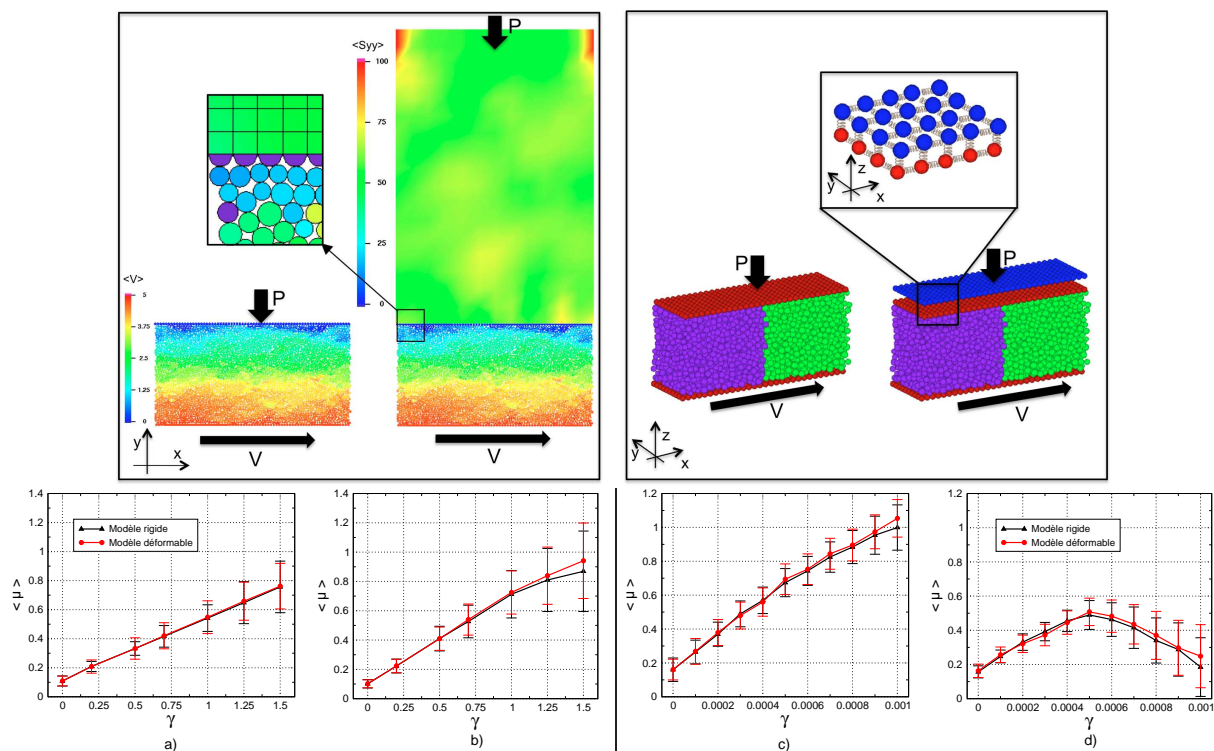 <Syy>
P
100
75
50
25
0
<V>
5
3.75
2.5
1.25
0
P
y
x
V
V
z
y
x
P
P
V
V
z
y
x
1.4
1.2
1
0.8
0.6
0.4
0.2
0
< μ >
Modèle rigide
Modèle déformable
0 0.25 0.5 0.75 1 1.25 1.5
γ
a)
1.4
1.2
1
0.8
0.6
0.4
0.2
0
0 0.25 0.5 0.75 1 1.25 1.5
γ
b)
1.2
1
0.8
0.6
0.4
0.2
0
< μ >
0 0.0002 0.0004 0.0006 0.0008 0.001
γ
c)
1.2
1
0.8
0.6
0.4
0.2
0
Modèle rigide
Modèle déformable
0 0.0002 0.0004 0.0006 0.0008 0.001
γ
d)